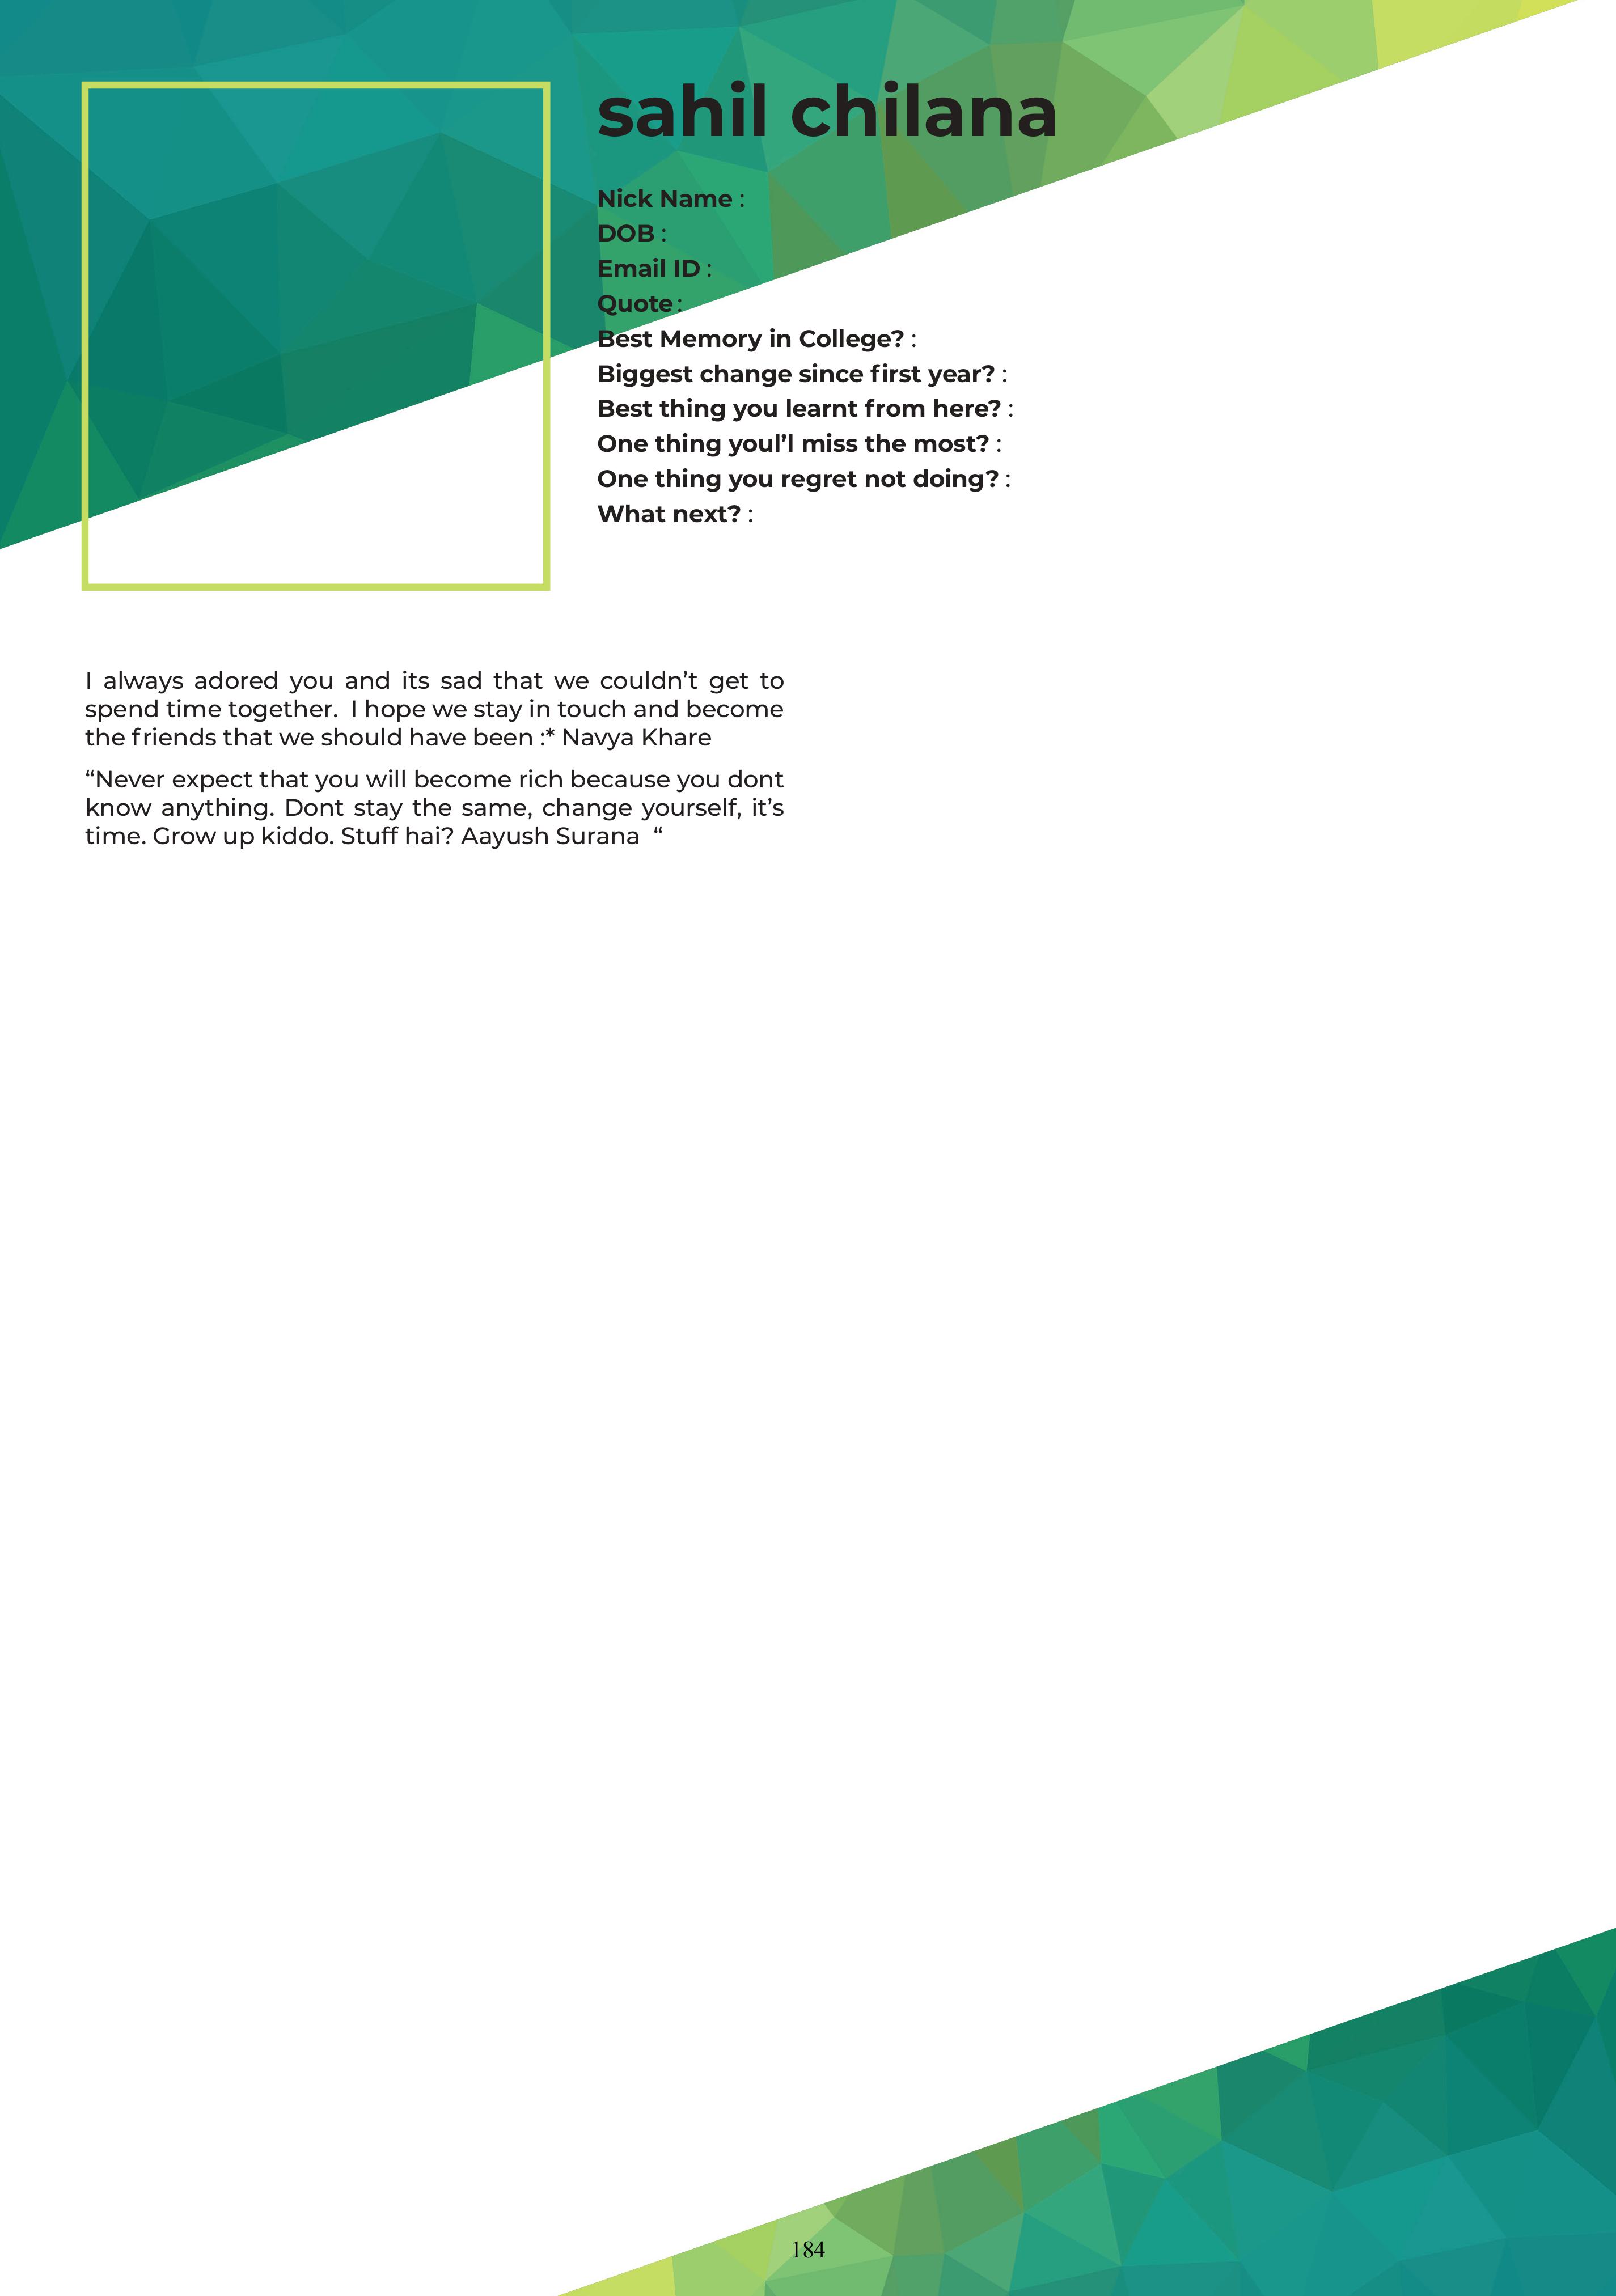 sahil chilana
Nick Name :
DOB :
Email ID :
Quote :
Best Memory in College? :
Biggest change since first year? :
Best thing you learnt from here? :
One thing youl’l miss the most? :
One thing you regret not doing? :
What next? :
I always adored you and its sad that we couldn’t get to
spend time together.  I hope we stay in touch and become
the friends that we should have been :* Navya Khare
“Never expect that you will become rich because you dont
know anything. Dont stay the same, change yourself, it’s
time. Grow up kiddo. Stuff hai? Aayush Surana  “
184